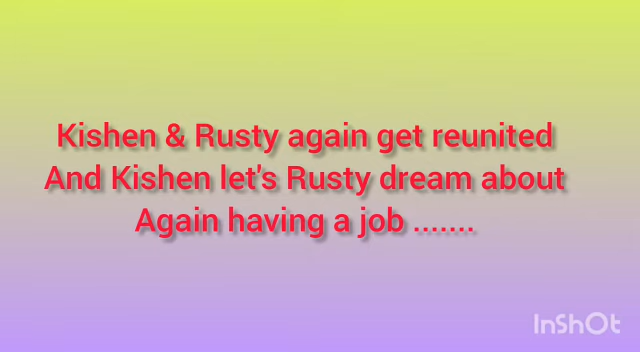 Kishen & Rusty again get reunited
And Kishen let's Rusty dream about
Again having a job .......
InShOt